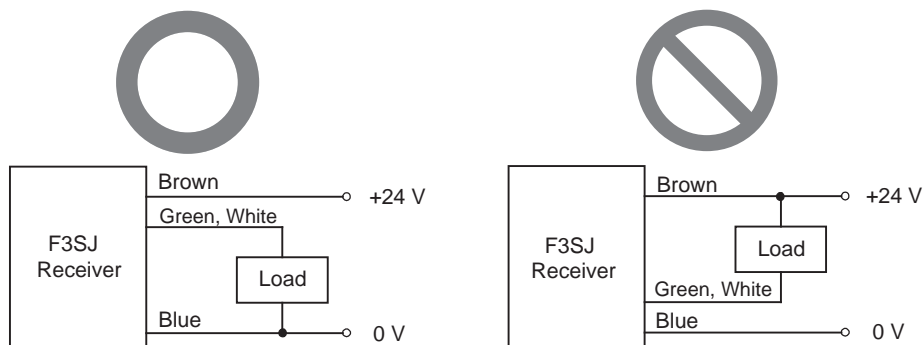 Brown
+24 V
Green, White
F3SJ
Receiver
Load
Blue
0 V
Brown
+24 V
F3SJ
Receiver
Load
Green, White
Blue
0 V